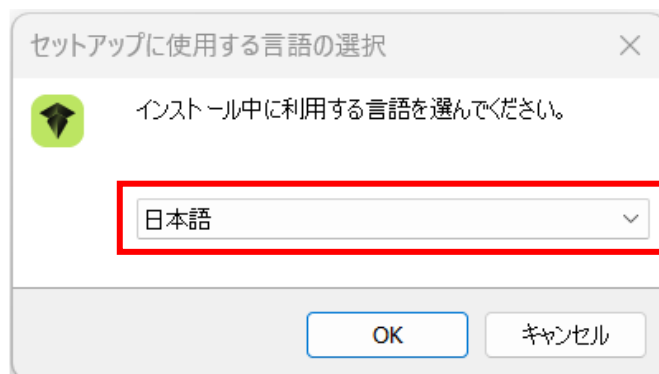 セットアップに使用する言語の選択
インストール中に利用する言語を選んでください。
日本語
OK
キャンセル